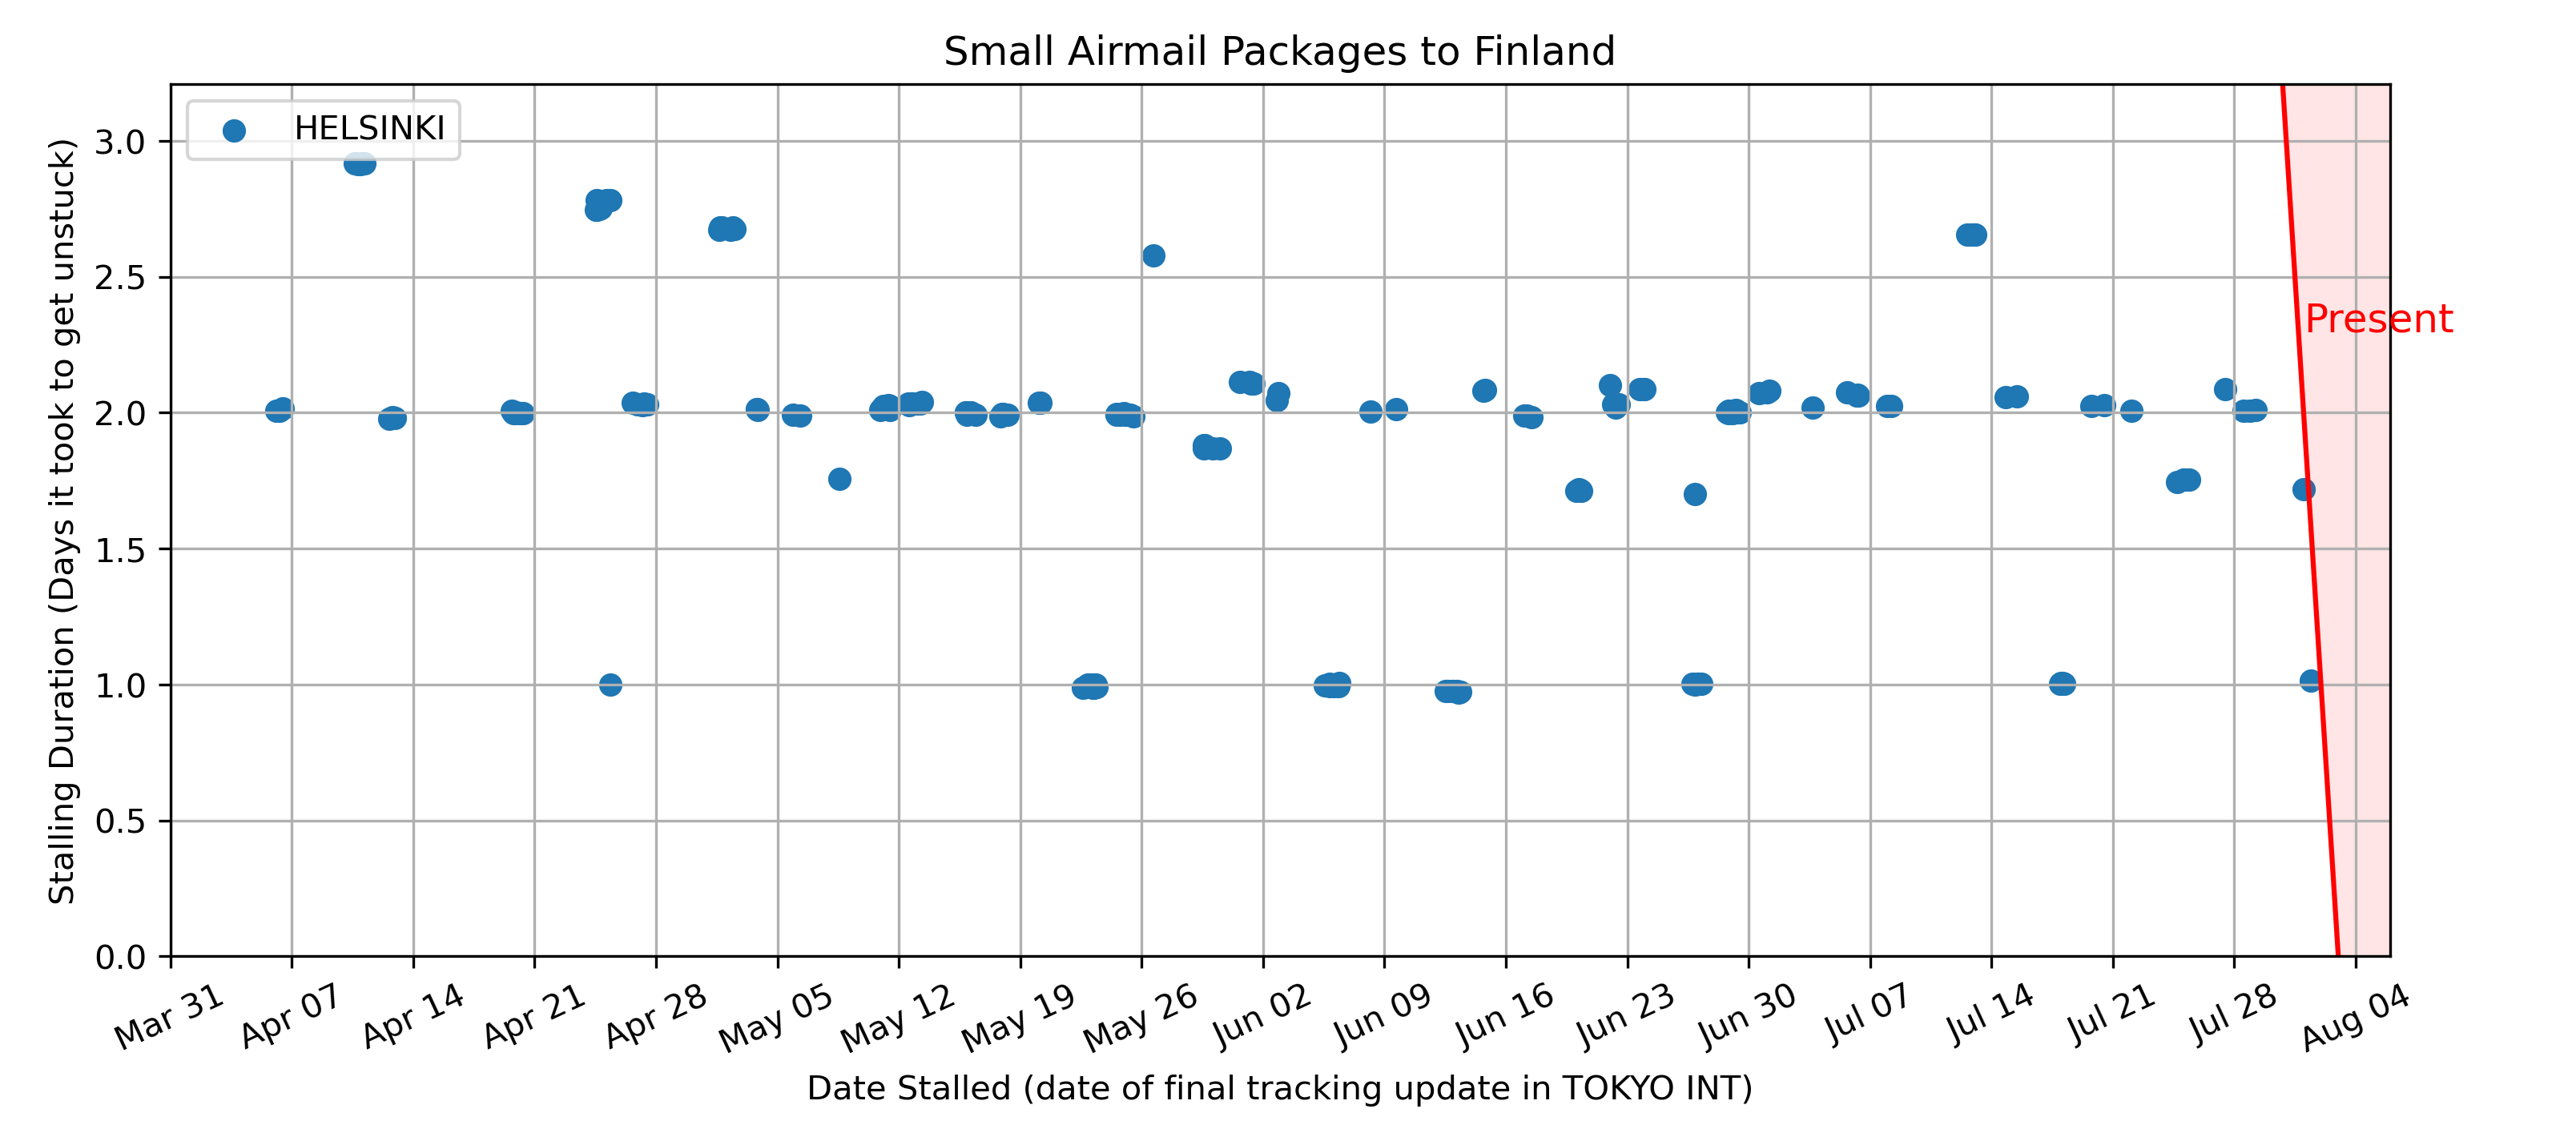 Small Airmail Packages to Finland
HELSINKI
Stalling Duration (Days it took to get unstuck)
3.0
2.5
2.0
1.5
1.0
0.5
0.0
Present
Mar 31
Apr 07
Apr 14
Apr 21
Apr 28
May 05
May 12
May 19
May 26
Jun 02
Jun 09
Jun 16
Jun 23
Jun 30
Jul 07
Jul 14
Jul 21
Jul 28
Aug 04
Date Stalled (date of final tracking update in TOKYO INT)